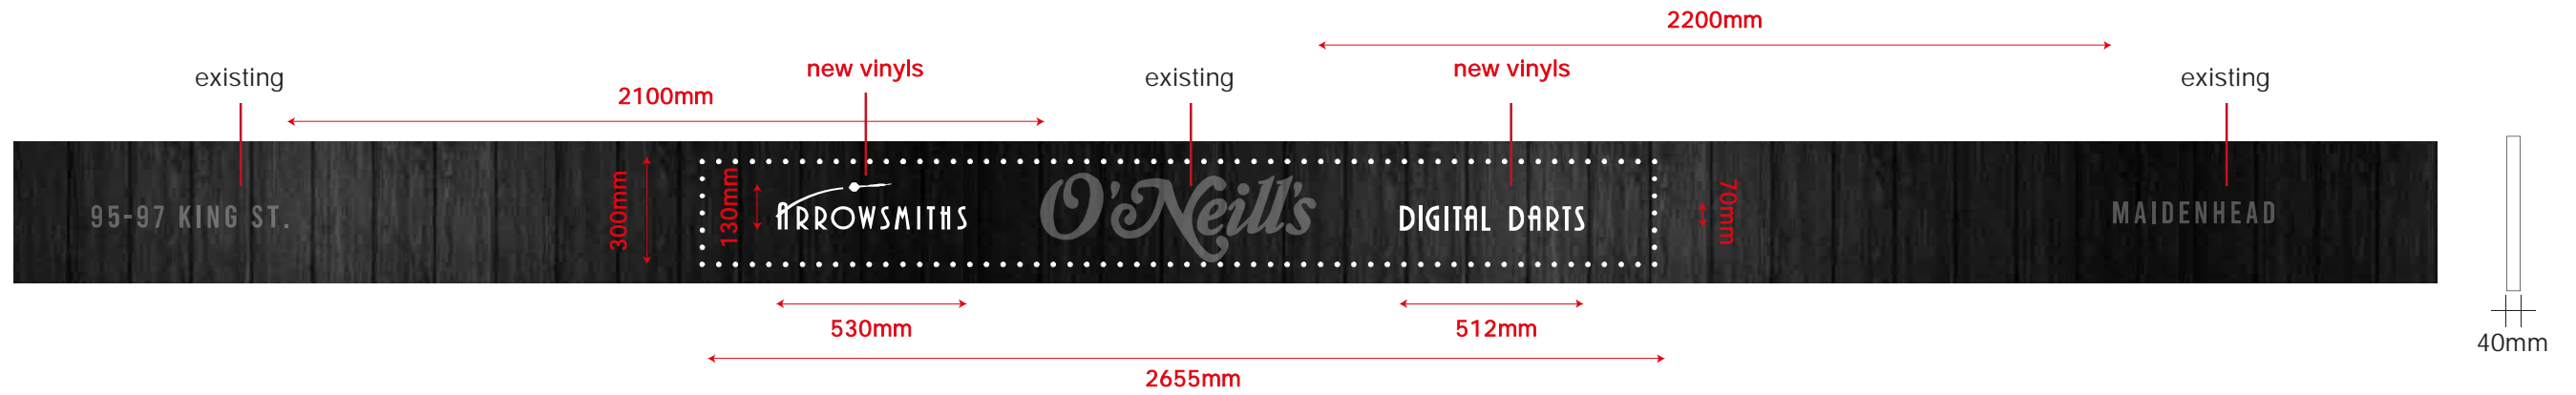 2200mm
new vinyls
new vinyls
existing
existing
existing
2100mm
300mm
130mm
70mm
95-97 KING ST.
ARROWSMITHS
O'Neill's
DIGITAL DARTS
MAIDENHEAD
530mm
512mm
40mm
2655mm